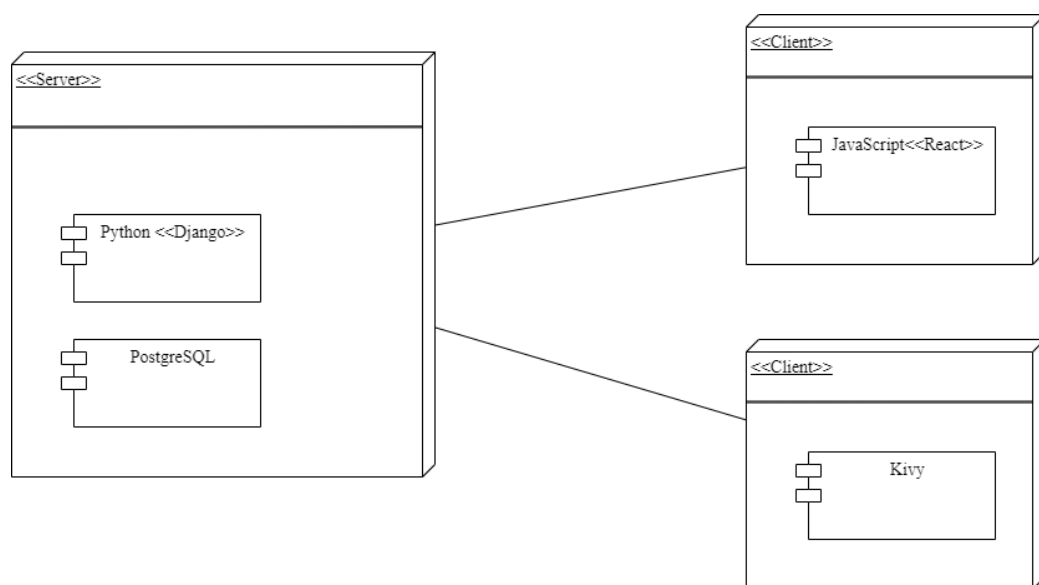 <<Server>>
Python <<Django>>
PostgreSQL
<<Client>>
JavaScript<<React>>
<<Client>>
Kivy